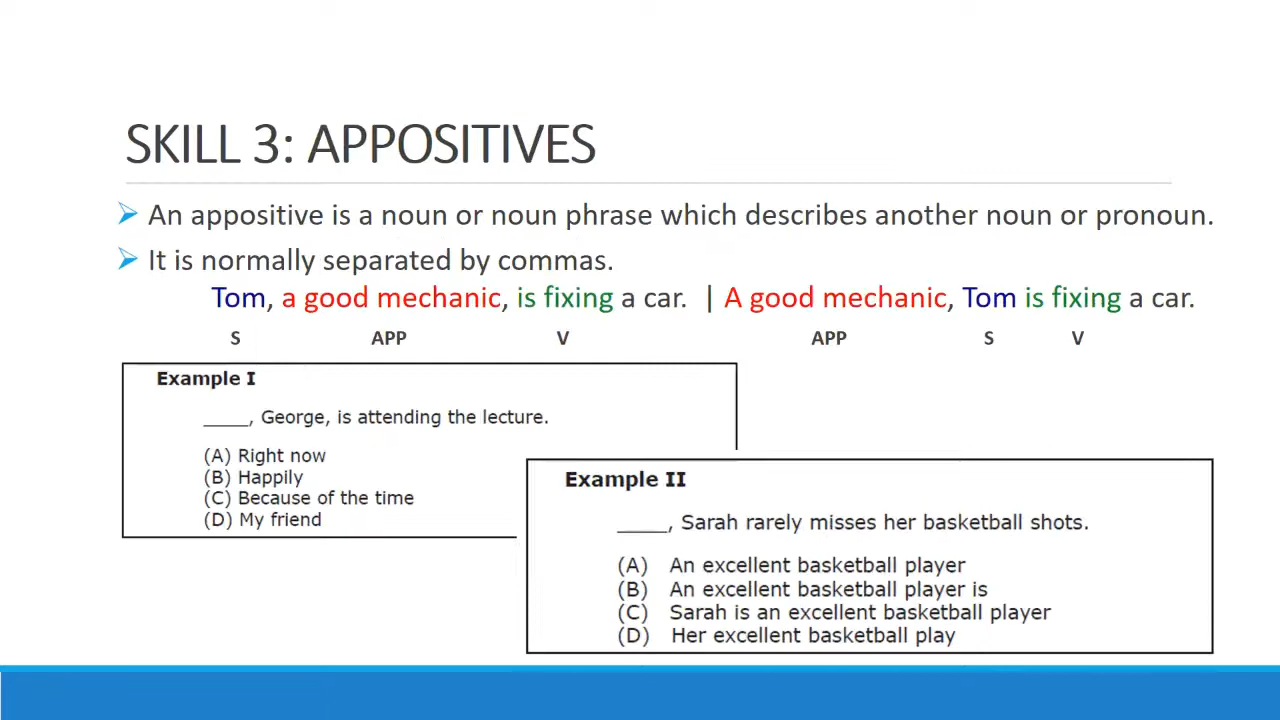 SKILL 3: APPOSITIVES
An appositive is a noun or noun phrase which describes another noun or pronoun.
It is normally separated by commas.
Tom, a good mechanic, is fixing a car. | A good mechanic, Tom is fixing a car.
S APP V APP S V
Example I
____, George, is attending the lecture.
(A) Right now
(B) Happily
(C) Because of the time
(D) My friend
Example II
____, Sarah rarely misses her basketball shots.
(A) An excellent basketball player
(B) An excellent basketball player is
(C) Sarah is an excellent basketball player
(D) Her excellent basketball play